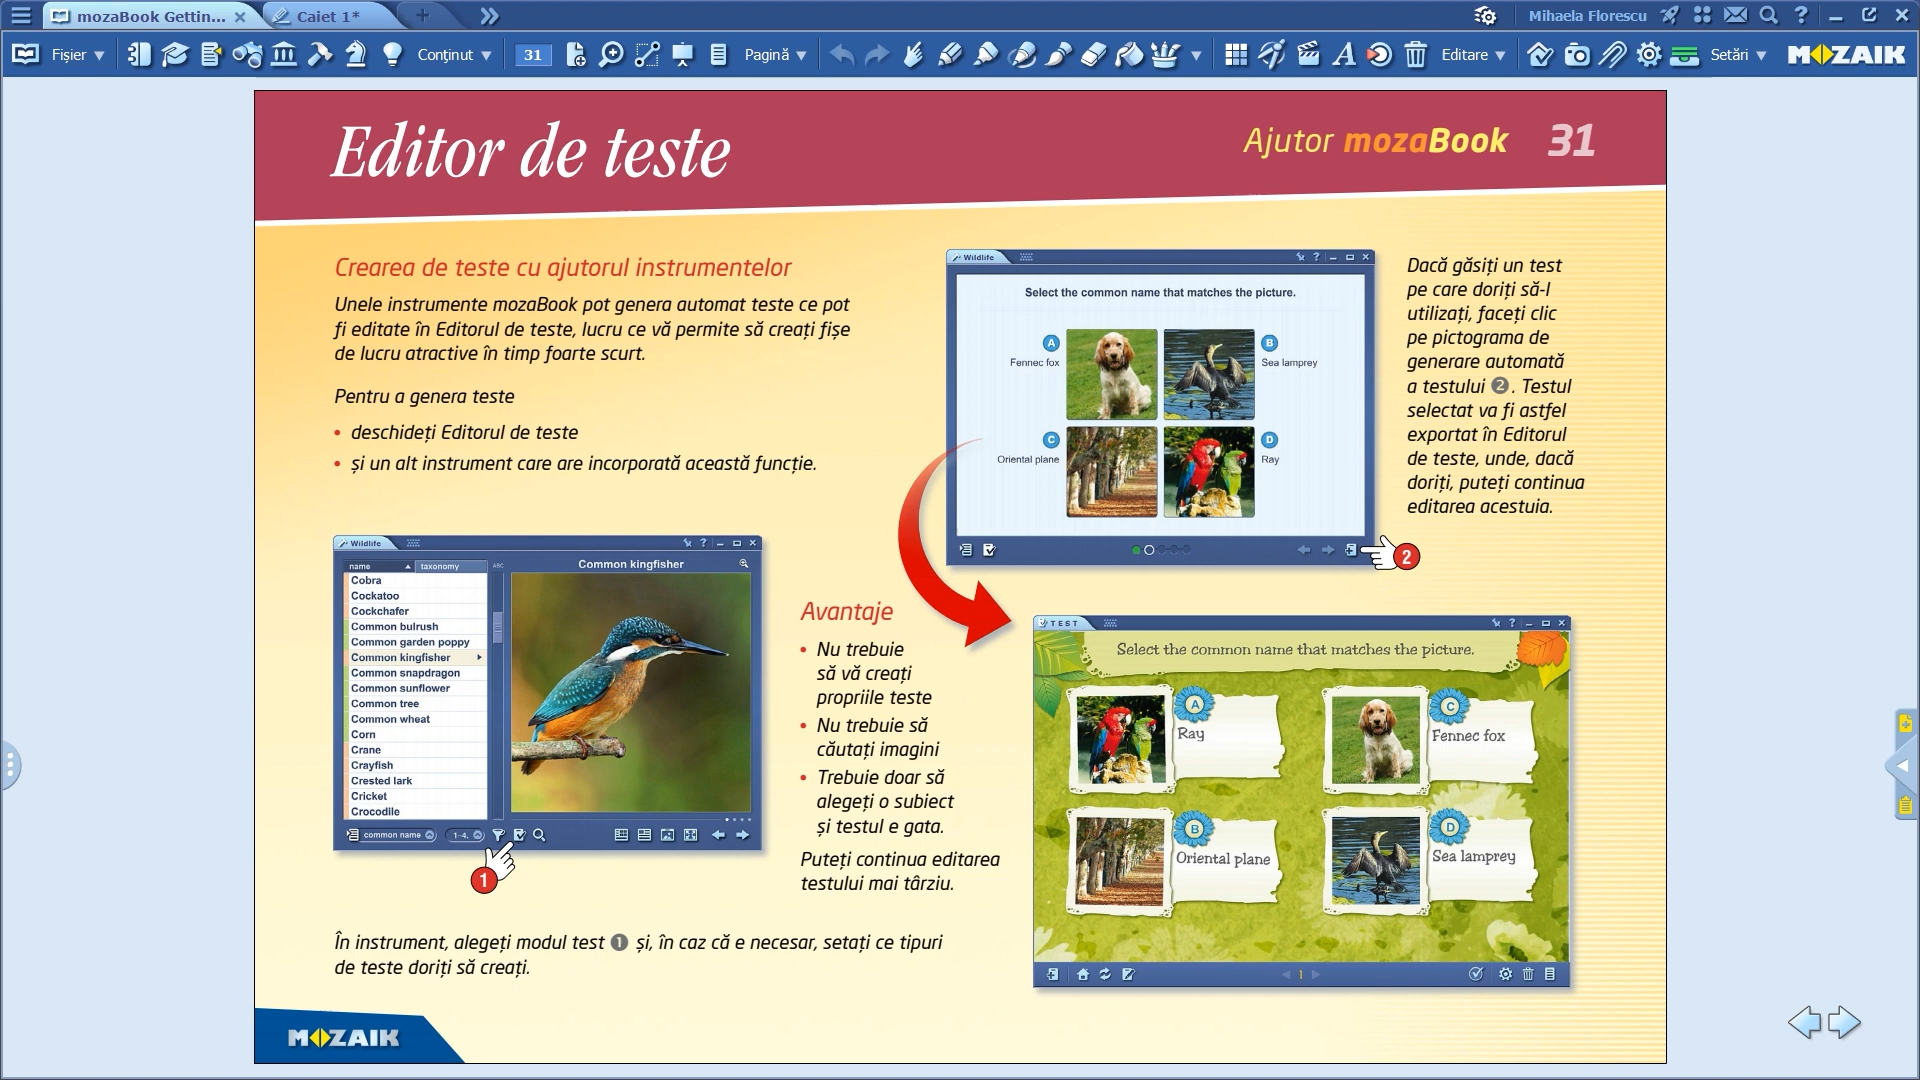 mozaBook Gettin...
Caiet 1*
Mihaela Florescu
Fișier
Conţinut
31
Pagină
Editare
Setări
MOZAIK
Editor de teste
Ajutor mozaBook 31
Crearea de teste cu ajutorul instrumentelor
Unele instrumente mozaBook pot genera automat teste ce pot
fi editate în Editorul de teste, lucru ce vă permite să creați fișe
de lucru atractive în timp foarte scurt.
Pentru a genera teste
• deschideți Editorul de teste
• și un alt instrument care are incorporată această funcție.
Wildlife
name
taxonomy
ABC
Common kingfisher
Cobra
Cockatoo
Cockchafer
Common bulrush
Common garden poppy
Common kingfisher
Common snapdragon
Common sunflower
Common tree
Common wheat
Corn
Crane
Crayfish
Crested lark
Cricket
Crocodile
common name
1-4.
1
În instrument, alegeți modul test 1 și, în caz că e necesar, setați ce tipuri
de teste doriți să creați.
Avantaje
• Nu trebuie
să vă creați
propriile teste
• Nu trebuie să
căutați imagini
• Trebuie doar să
alegeți o subiect
și testul e gata.
Puteți continua editarea
testului mai târziu.
Wildlife
Select the common name that matches the picture.
A
Fennec fox
B
Sea lamprey
C
Oriental plane
D
Ray
2
Dacă găsiți un test
pe care doriți să-l
utilizați, faceți clic
pe pictograma de
generare automată
a testului 2. Testul
selectat va fi astfel
exportat în Editorul
de teste, unde, dacă
doriți, puteți continua
editarea acestuia.
TEST
Select the common name that matches the picture.
A
Ray
C
Fennec fox
B
Oriental plane
D
Sea lamprey
1
MOZAIK